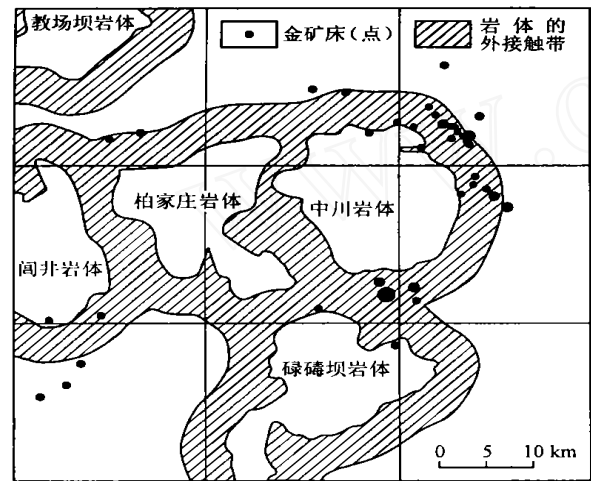 教场坝岩体
金矿床(点)
岩体的
外接触带
柏家庄岩体
中川岩体
闾井岩体
碌碡坝岩体
0 5 10 km